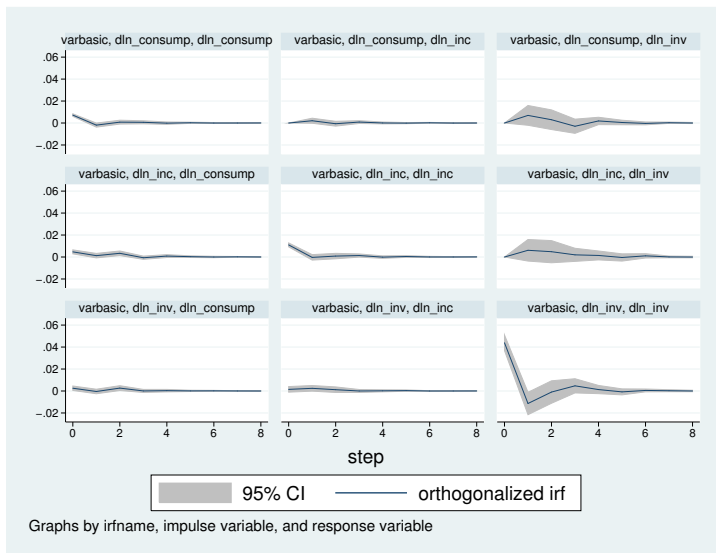 varbasic, dln_consump, dln_consump
varbasic, dln_consump, dln_inc
varbasic, dln_consump, dln_inv
.06
.04
.02
0
−.02
varbasic, dln_inc, dln_consump
varbasic, dln_inc, dln_inc
varbasic, dln_inc, dln_inv
.06
.04
.02
0
−.02
varbasic, dln_inv, dln_consump
varbasic, dln_inv, dln_inc
varbasic, dln_inv, dln_inv
.06
.04
.02
0
−.02
0 2 4 6 8
0 2 4 6 8
0 2 4 6 8
step
95% CI
orthogonalized irf
Graphs by irfname, impulse variable, and response variable